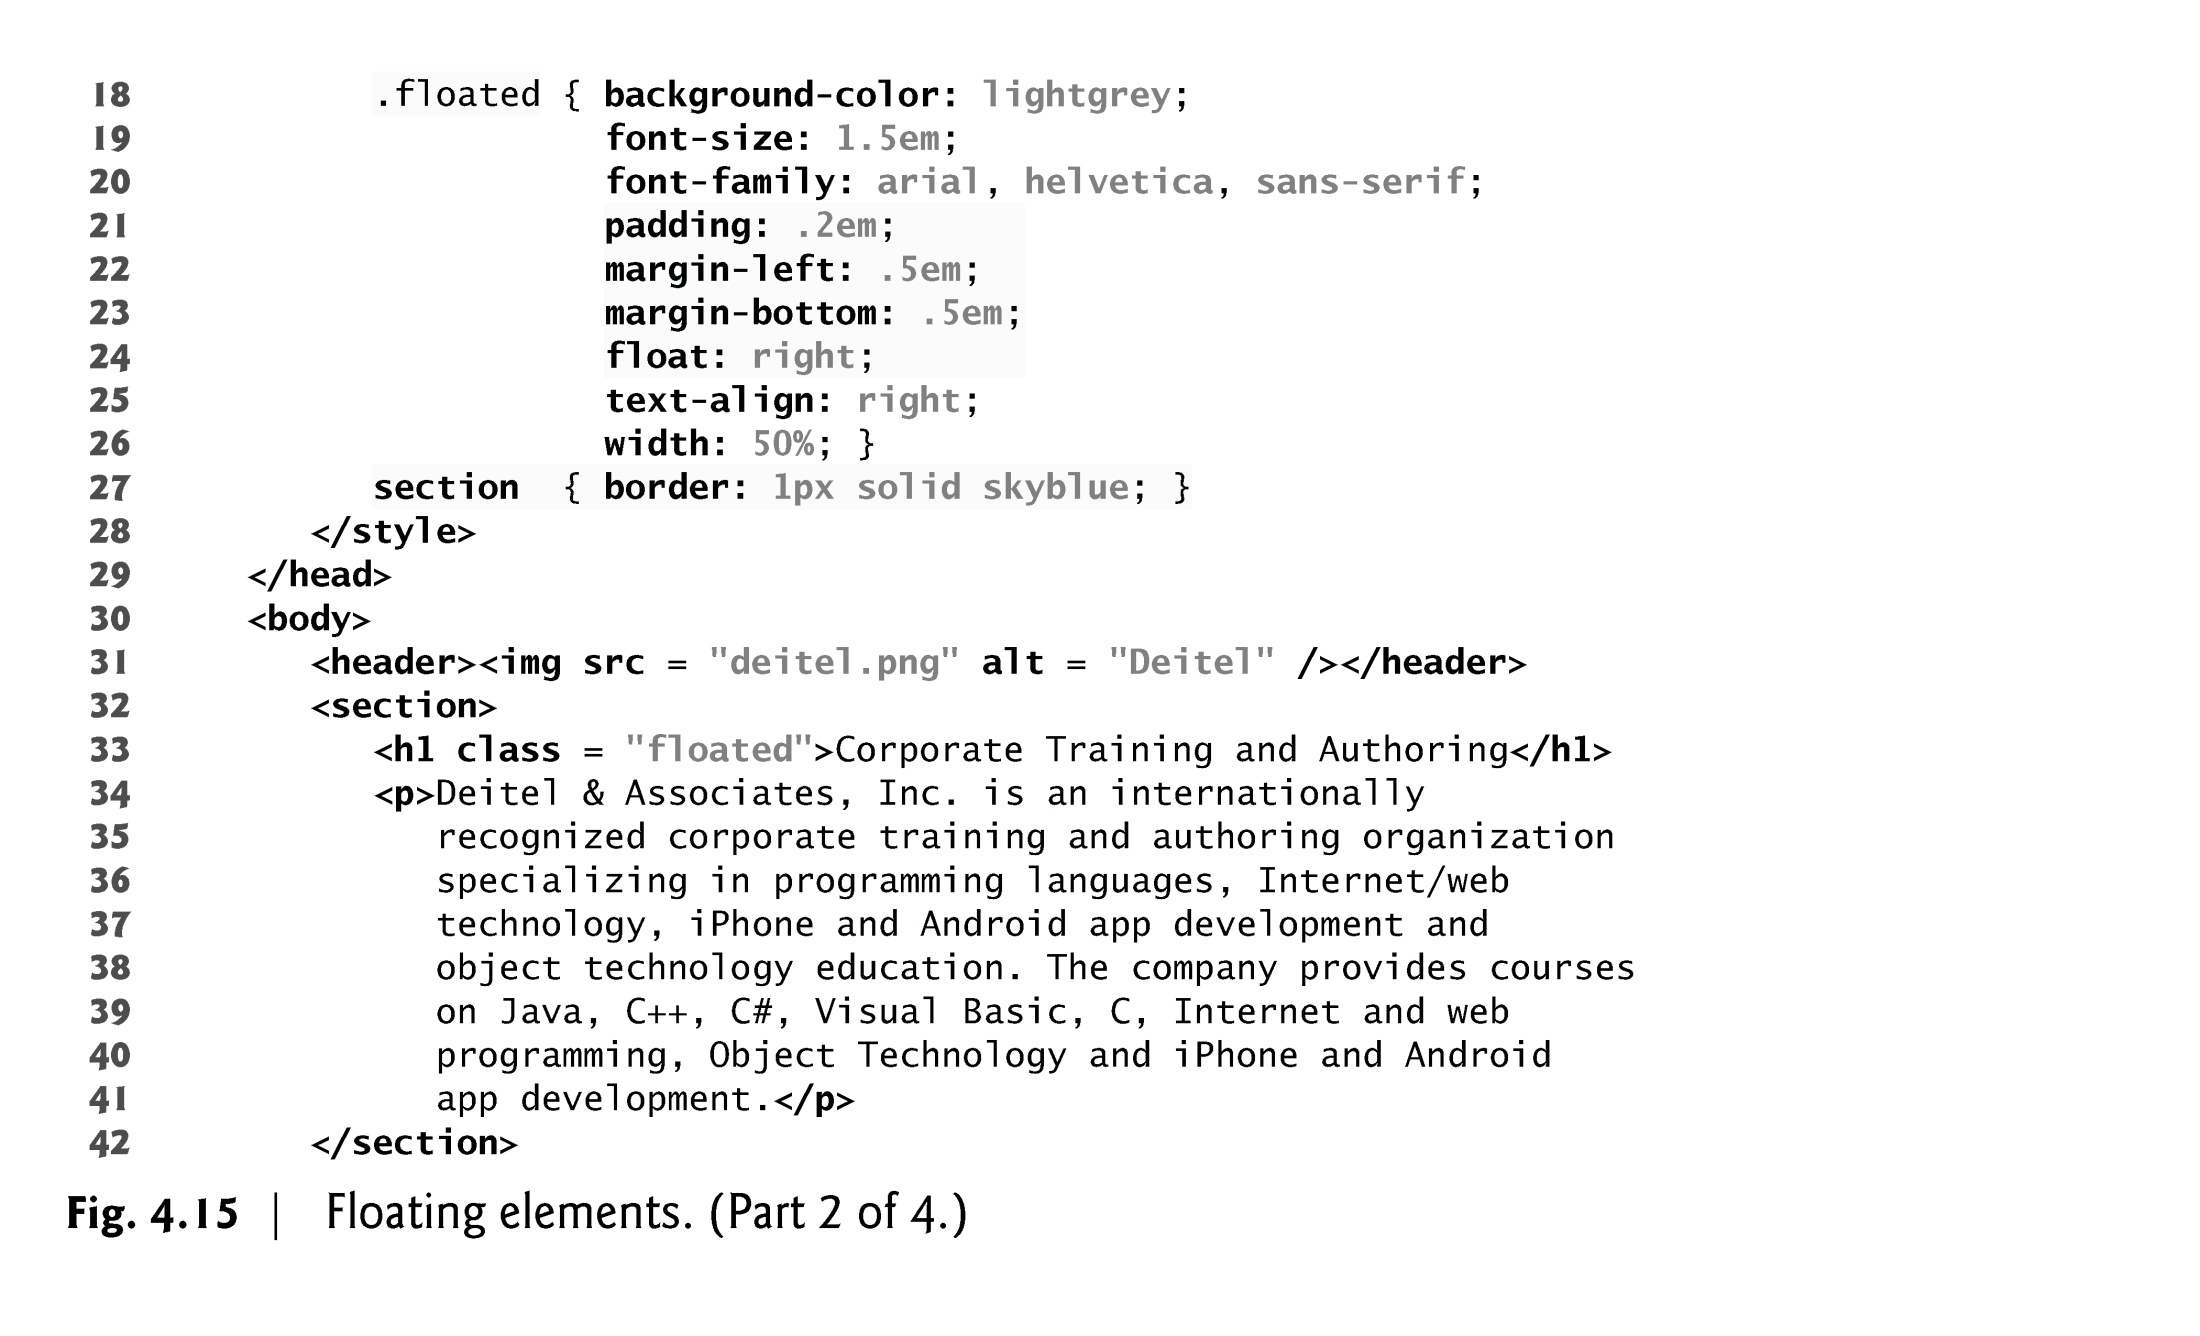 18 .floated { background-color: lightgrey;
19 font-size: 1.5em;
20 font-family: arial, helvetica, sans-serif;
21 padding: .2em;
22 margin-left: .5em;
23 margin-bottom: .5em;
24 float: right;
25 text-align: right;
26 width: 50%; }
27 section { border: 1px solid skyblue; }
28 </style>
29 </head>
30 <body>
31 <header><img src = "deitel.png" alt = "Deitel" /></header>
32 <section>
33 <h1 class = "floated">Corporate Training and Authoring</h1>
34 <p>Deitel & Associates, Inc. is an internationally
35 recognized corporate training and authoring organization
36 specializing in programming languages, Internet/web
37 technology, iPhone and Android app development and
38 object technology education. The company provides courses
39 on Java, C++, C#, Visual Basic, C, Internet and web
40 programming, Object Technology and iPhone and Android
41 app development.</p>
42 </section>
Fig. 4.15 | Floating elements. (Part 2 of 4.)